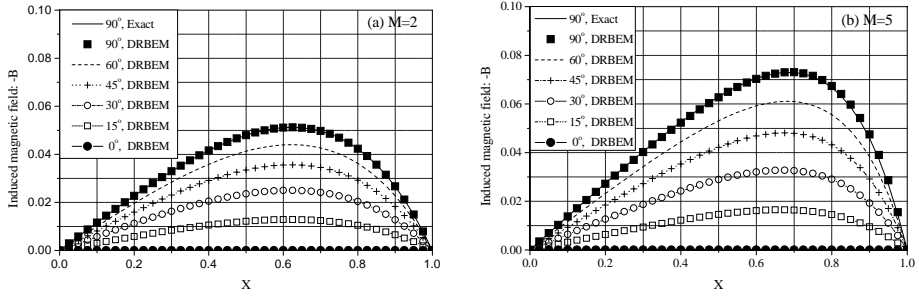 (a) M=2
90°, Exact
90°, DRBEM
60°, DRBEM
45°, DRBEM
30°, DRBEM
15°, DRBEM
0°, DRBEM
Induced magnetic field: -B
0.10
0.08
0.06
0.04
0.02
0.00
0.0 0.2 0.4 0.6 0.8 1.0
X
(b) M=5
90°, Exact
90°, DRBEM
60°, DRBEM
45°, DRBEM
30°, DRBEM
15°, DRBEM
0°, DRBEM
Induced magnetic field: -B
0.10
0.08
0.06
0.04
0.02
0.00
0.0 0.2 0.4 0.6 0.8 1.0
X